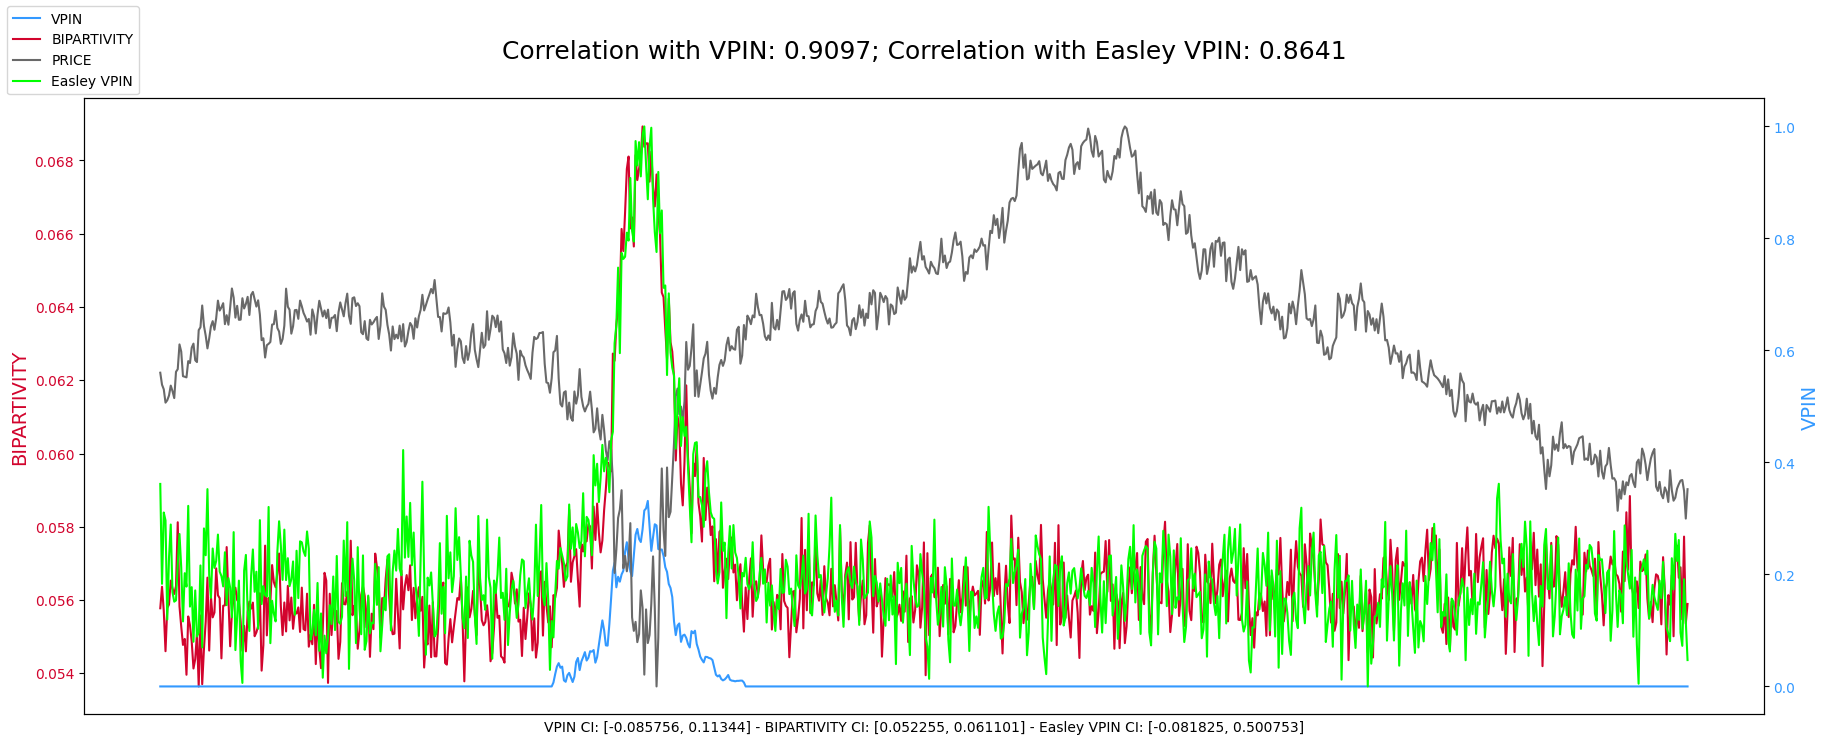 VPIN
BIPARTIVITY
PRICE
Easley VPIN
Correlation with VPIN: 0.9097; Correlation with Easley VPIN: 0.8641
BIPARTIVITY
0.068
0.066
0.064
0.062
0.060
0.058
0.056
0.054
1.0
0.8
0.6
0.4
0.2
0.0
VPIN
VPIN CI: [-0.085756, 0.11344] - BIPARTIVITY CI: [0.052255, 0.061101] - Easley VPIN CI: [-0.081825, 0.500753]